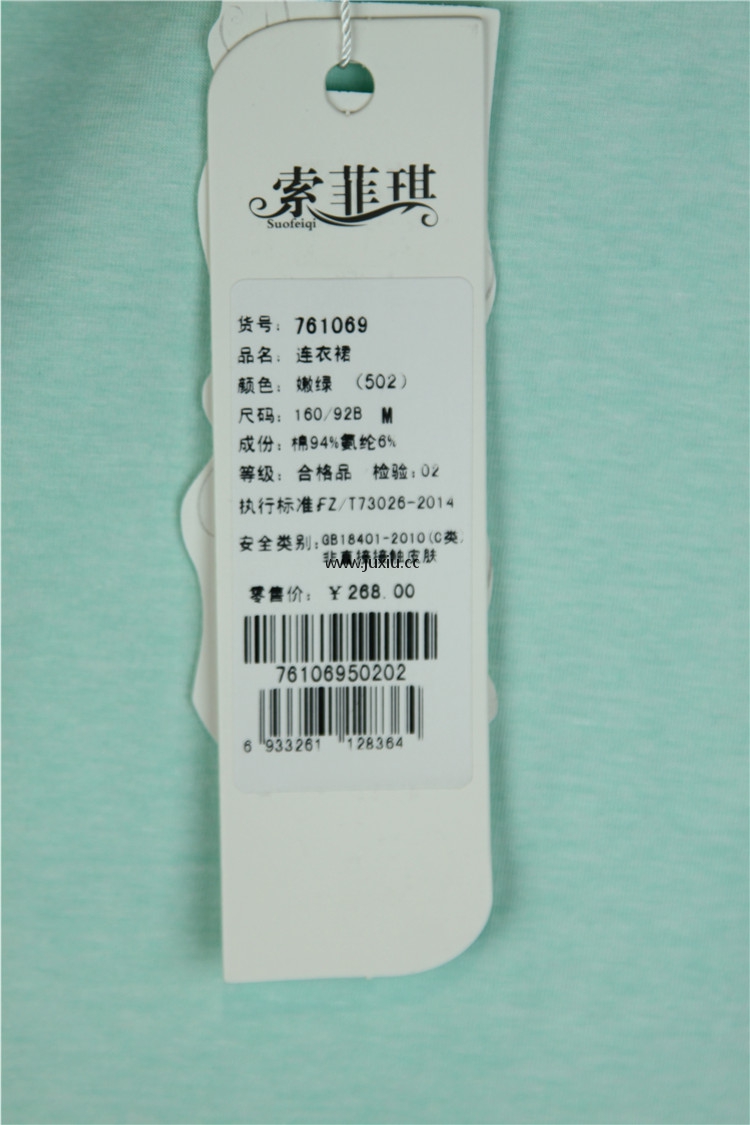 索菲琪
Suofeiqi
货号: 761069
品名: 连衣裙
颜色: 嫩绿 (502)
尺码: 160/92B M
成份: 棉94%氨纶6%
等级: 合格品 检验:02
执行标准FZ/T73026-2014
安全类别:GB18401-2010(C类)
非直接接触皮肤
www.juxiu.cc
零售价: ¥268.00
76106950202
6 933261 128364